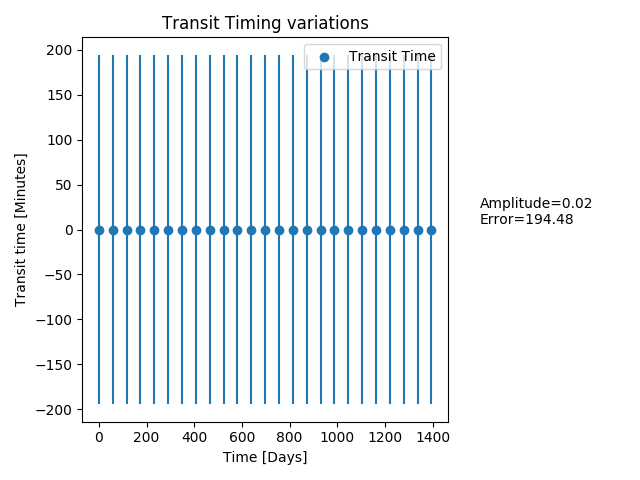 Transit Timing variations
Transit Time
200
150
100
50
0
−50
−100
−150
−200
Transit time [Minutes]
Amplitude=0.02
Error=194.48
0 200 400 600 800 1000 1200 1400
Time [Days]